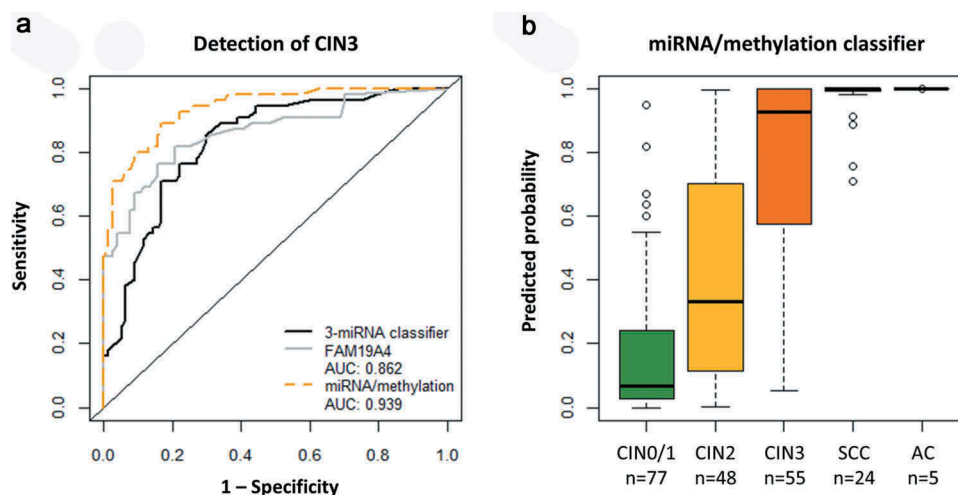 a
Detection of CIN3
Sensitivity
1.0
0.8
0.6
0.4
0.2
0.0
3-miRNA classifier
FAM19A4
AUC: 0.862
miRNA/methylation
AUC: 0.939
0.0 0.2 0.4 0.6 0.8 1.0
1 – Specificity
b
miRNA/methylation classifier
Predicted probability
1.0
0.8
0.6
0.4
0.2
0.0
CIN0/1 CIN2 CIN3 SCC AC
n=77 n=48 n=55 n=24 n=5